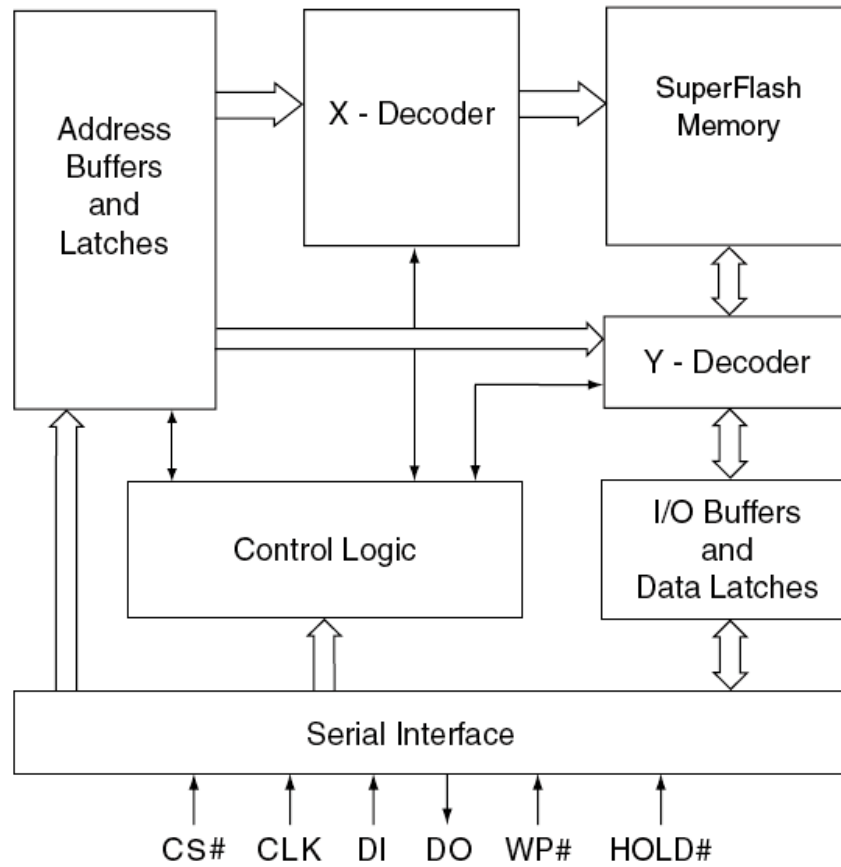 Address
Buffers
and
Latches
X - Decoder
SuperFlash
Memory
Y - Decoder
Control Logic
I/O Buffers
and
Data Latches
Serial Interface
CS# CLK DI DO WP# HOLD#